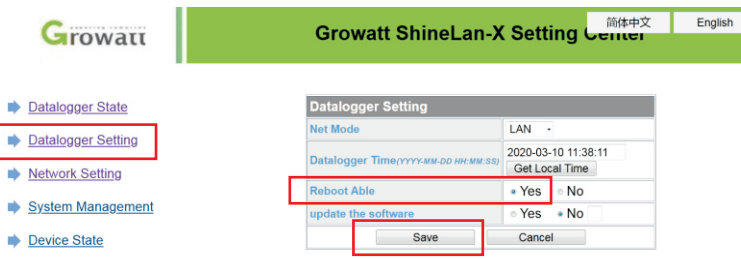 Growatt
Growatt ShineLan-X Setting Center
简体中文
English
Datalogger State
Datalogger Setting
Network Setting
System Management
Device State
Datalogger Setting
Net Mode LAN
Datalogger Time(YYYY-MM-DD HH:MM:SS) 2020-03-10 11:38:11
Get Local Time
Reboot Able Yes No
update the software Yes No
Save Cancel